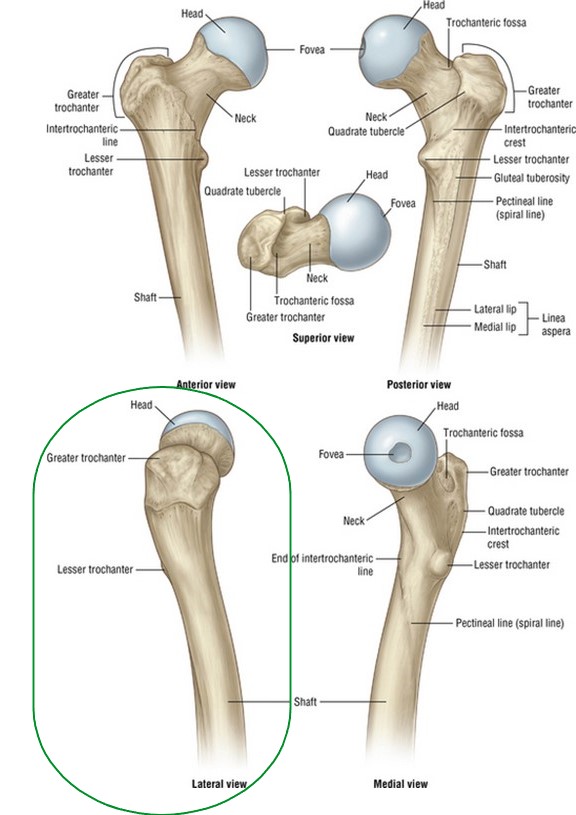 Head
Fovea
Greater
trochanter
Neck
Intertrochanteric
line
Lesser
trochanter
Shaft
Anterior view
Head
Trochanteric fossa
Greater
trochanter
Neck
Quadrate tubercle
Intertrochanteric
crest
Lesser trochanter
Gluteal tuberosity
Pectineal line
(spiral line)
Shaft
Lateral lip
Medial lip
Linea
aspera
Posterior view
Lesser trochanter
Quadrate tubercle
Head
Fovea
Neck
Trochanteric fossa
Greater trochanter
Superior view
Head
Greater trochanter
Lesser trochanter
Shaft
Lateral view
Head
Trochanteric fossa
Fovea
Greater trochanter
Quadrate tubercle
Neck
Intertrochanteric
crest
End of intertrochanteric
line
Lesser trochanter
Pectineal line (spiral line)
Medial view